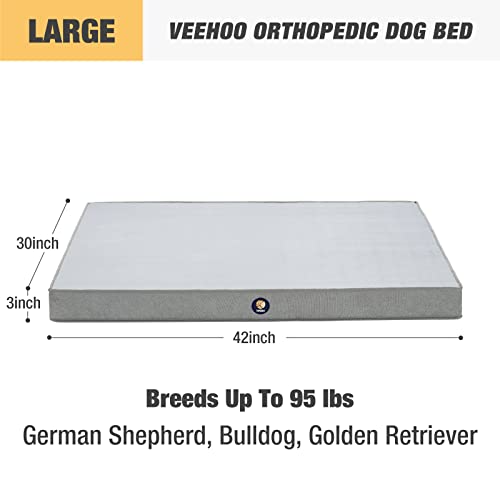 LARGE
VEEHOO ORTHOPEDIC DOG BED
30inch
3inch
42inch
Breeds Up To 95 lbs
German Shepherd, Bulldog, Golden Retriever